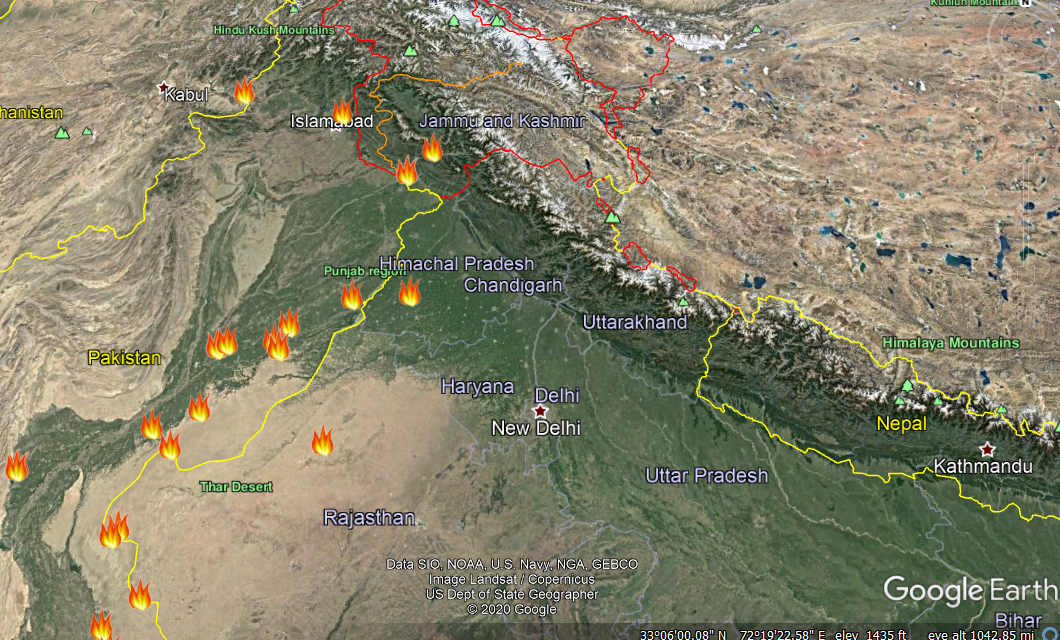 Kunlun Mountains
N
Hindu Kush Mountains
Kabul
hanistan
Islamabad
Jammu and Kashmir
Himachal Pradesh
Punjab region
Chandigarh
Uttarakhand
Himalaya Mountains
Pakistan
Haryana
Delhi
New Delhi
Nepal
Kathmandu
Uttar Pradesh
Thar Desert
Rajasthan
Data SIO, NOAA, U.S. Navy, NGA, GEBCO
Image Landsat / Copernicus
US Dept of State Geographer
© 2020 Google
Google Earth
Bihar
33°06'00.08" N 72°19'22.58" E elev 1435 ft eye alt 1042.85 mi